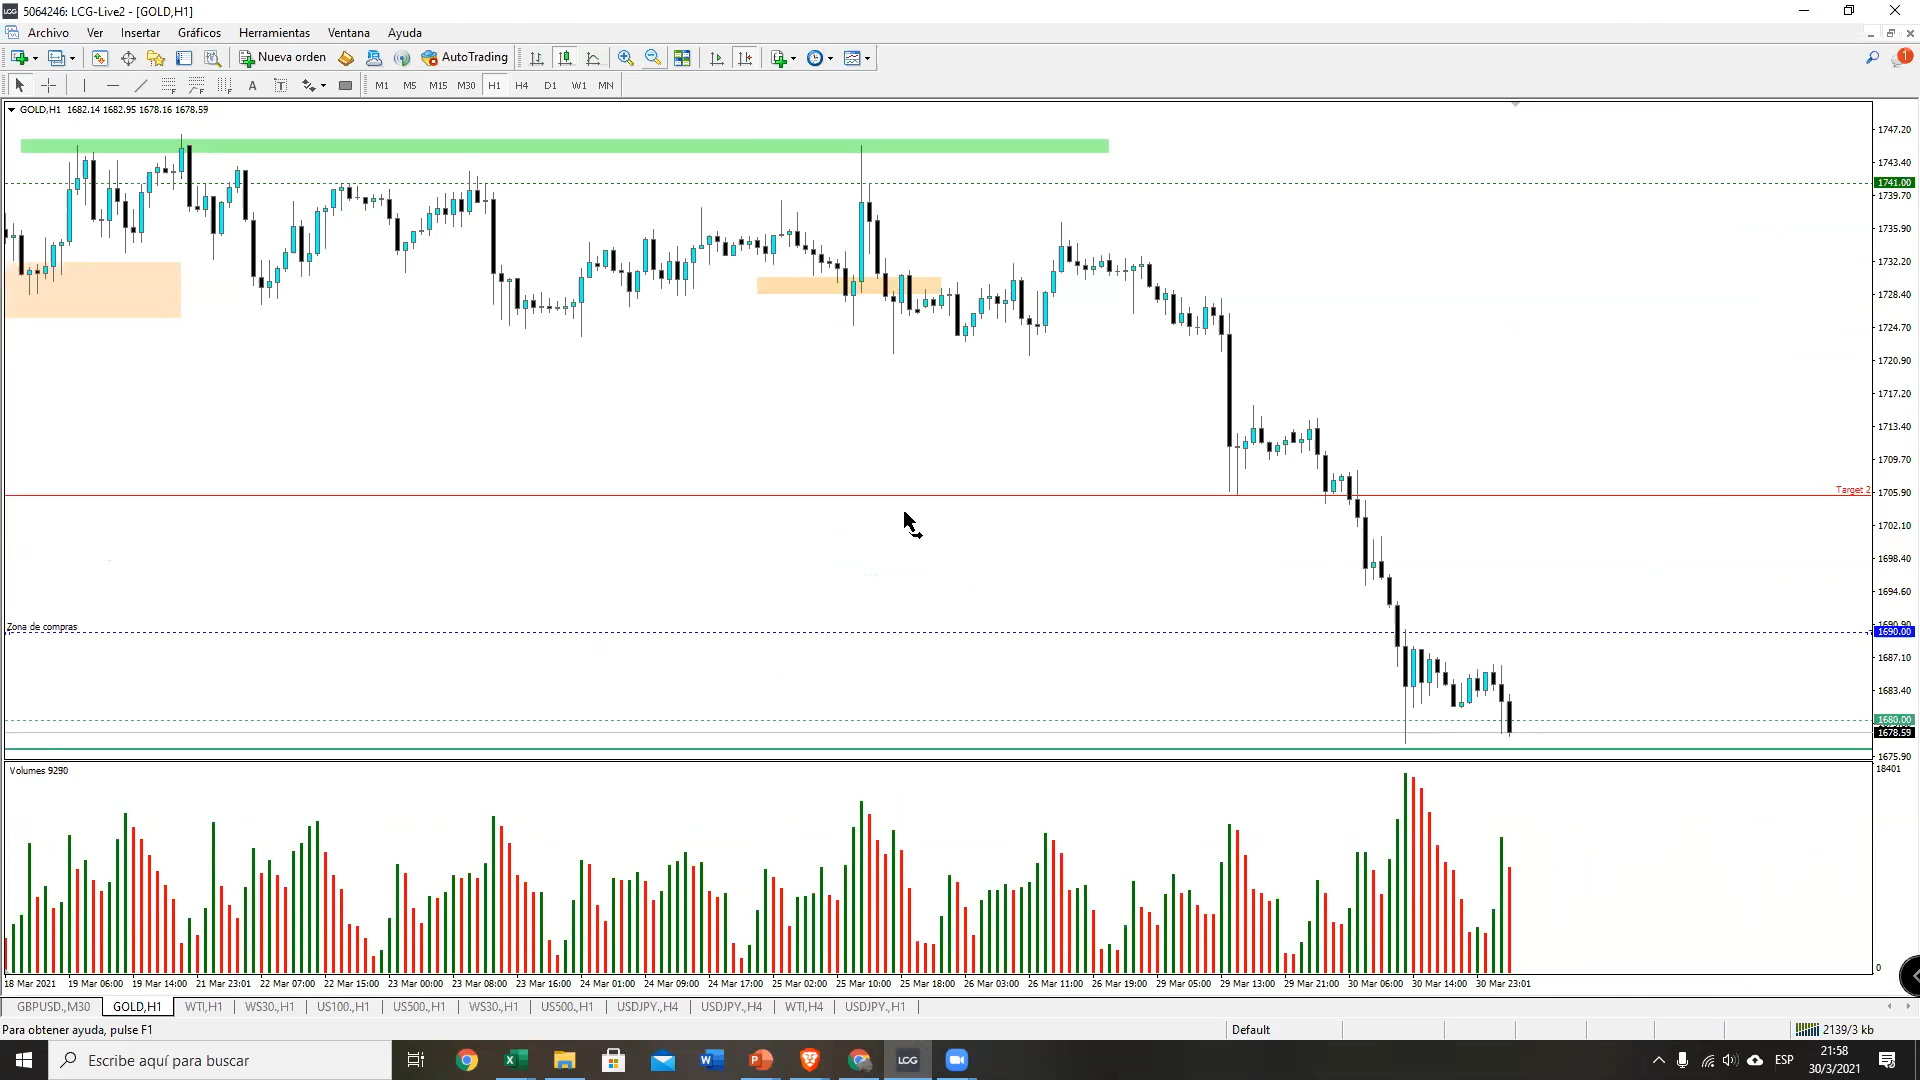 5064246: LCG-Live2 - [GOLD,H1]
Archivo Ver Insertar Gráficos Herramientas Ventana Ayuda
Nueva orden AutoTrading
M1 M5 M15 M30 H1 H4 D1 W1 MN
GOLD,H1 1682.14 1682.95 1678.16 1678.59
1747.20
1743.40
1741.00
1739.70
1735.90
1732.20
1728.40
1724.70
1720.90
1717.20
1713.40
1709.70
Target 2
1705.90
1702.10
1698.40
1694.60
1690.90
Zona de compras
1690.00
1687.10
1683.40
1680.00
1678.59
1675.90
Volumes 9290
18401
0
18 Mar 2021 19 Mar 06:00 19 Mar 14:00 21 Mar 23:01 22 Mar 07:00 22 Mar 15:00 23 Mar 00:00 23 Mar 08:00 23 Mar 16:00 24 Mar 01:00 24 Mar 09:00 24 Mar 17:00 25 Mar 02:00 25 Mar 10:00 25 Mar 18:00 26 Mar 03:00 26 Mar 11:00 26 Mar 19:00 29 Mar 05:00 29 Mar 13:00 29 Mar 21:00 30 Mar 06:00 30 Mar 14:00 30 Mar 23:01
GBPUSD.,M30 GOLD,H1 WTI,H1 WS30.,H1 US100.,H1 US500.,H1 WS30.,H1 US500.,H1 USDJPY.,H4 USDJPY.,H4 WTI,H4 USDJPY.,H1
Para obtener ayuda, pulse F1 Default 2139/3 kb
Escribe aquí para buscar LCG ESP 21:58
30/3/2021